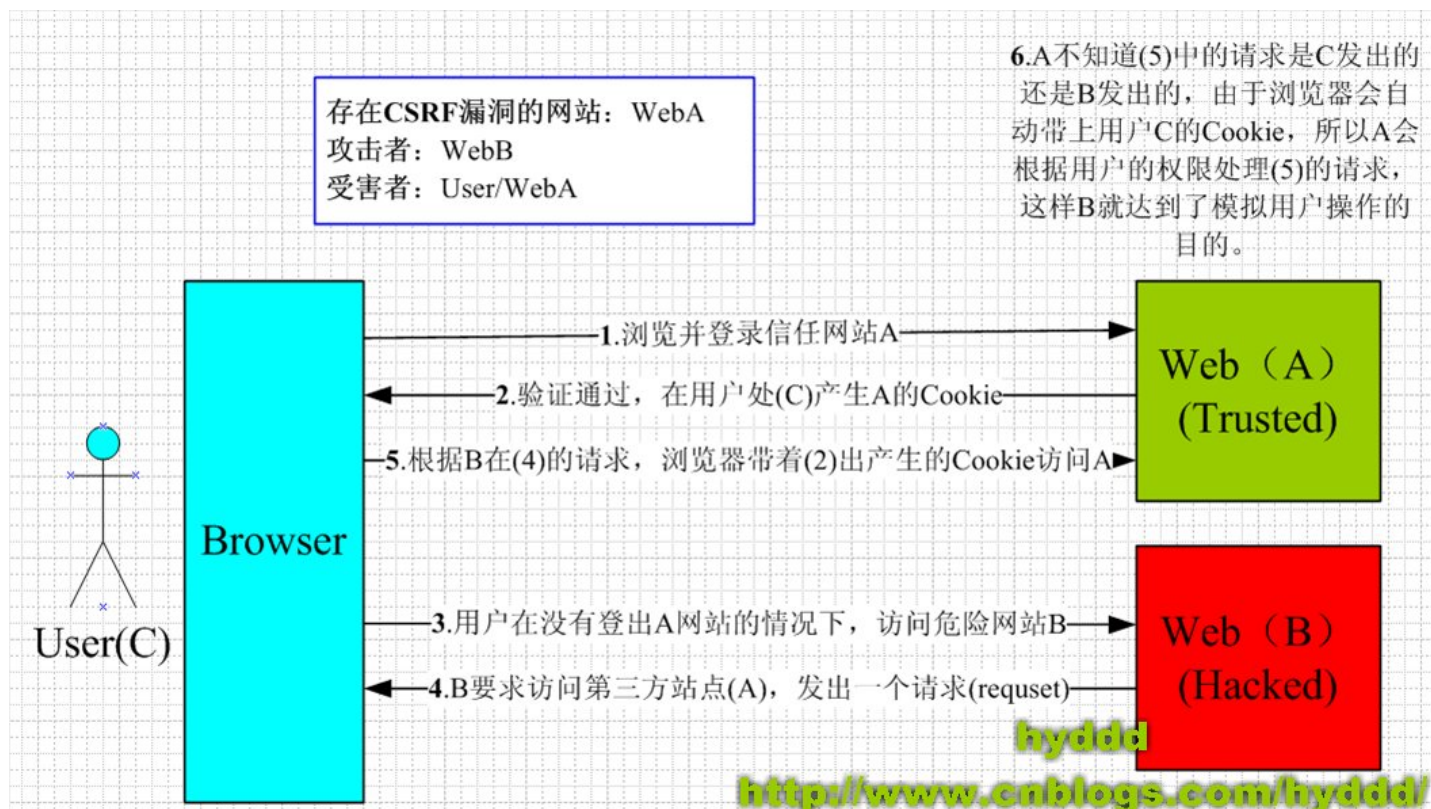 存在CSRF漏洞的网站：WebA
攻击者：WebB
受害者：User/WebA
6.A不知道(5)中的请求是C发出的
还是B发出的，由于浏览器会自
动带上用户C的Cookie，所以A会
根据用户的权限处理(5)的请求，
这样B就达到了模拟用户操作的
目的。
1.浏览并登录信任网站A
2.验证通过，在用户处(C)产生A的Cookie
5.根据B在(4)的请求，浏览器带着(2)出产生的Cookie访问A
Web（A）
(Trusted)
Browser
User(C)
3.用户在没有登出A网站的情况下，访问危险网站B
4.B要求访问第三方站点(A)，发出一个请求(requset)
Web（B）
(Hacked)
hyddd
http://www.cnblogs.com/hyddd/